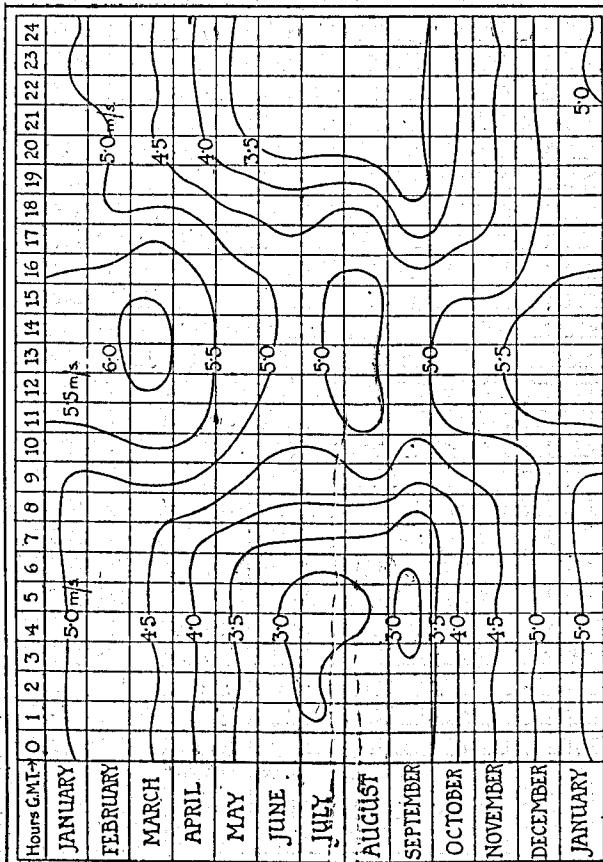 Hours G.M.T→ 0 1 2 3 4 5 6 7 8 9 10 11 12 13 14 15 16 17 18 19 20 21 22 23 24
JANUARY 5·0 m/s. 5·5 m/s.
FEBRUARY 6·0 5·0 m/s.
MARCH 4·5 4·5
APRIL 4·0 5·5 4·0
MAY 3·5 3·5
JUNE 3·0 5·0
JULY 5·0
AUGUST
SEPTEMBER 3·0 5·0
OCTOBER 3·5 4·0
NOVEMBER 4·5 5·5
DECEMBER 5·0
JANUARY 5·0 5·0